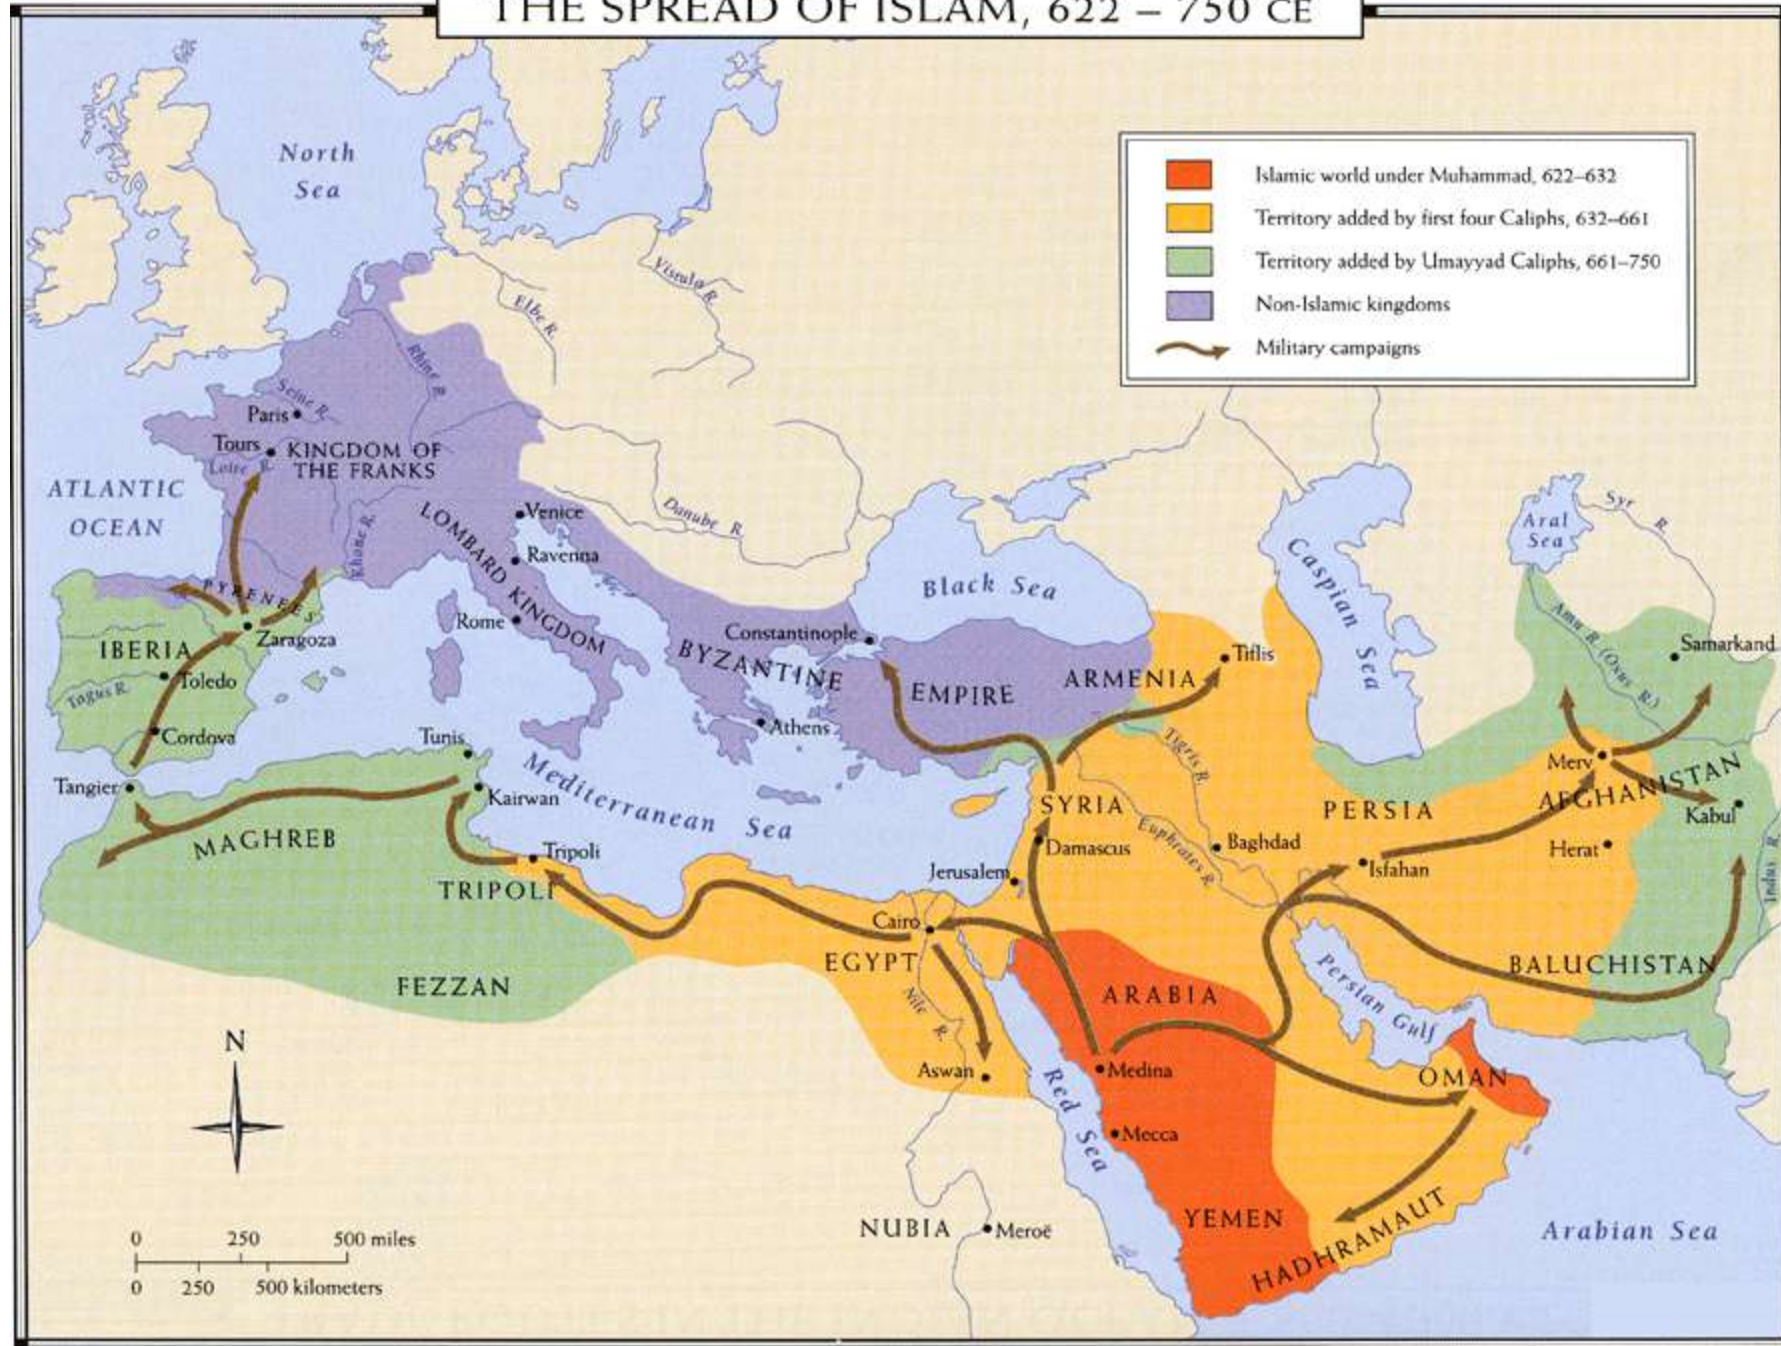 THE SPREAD OF ISLAM, 622 – 750 CE
Islamic world under Muhammad, 622–632
Territory added by first four Caliphs, 632–661
Territory added by Umayyad Caliphs, 661–750
Non-Islamic kingdoms
Military campaigns
North
Sea
Elbe R.
Vistula R.
Rhine R.
Seine R.
Paris
Tours
Loire R.
KINGDOM OF
THE FRANKS
ATLANTIC
OCEAN
Rhone R.
LOMBARD KINGDOM
Venice
Ravenna
Danube R.
Black Sea
Caspian Sea
Aral
Sea
Syr R.
Amu R. (Oxus R.)
Samarkand
PYRENEES
Zaragoza
IBERIA
Toledo
Tagus R.
Cordova
Rome
Constantinople
BYZANTINE
EMPIRE
ARMENIA
Tiflis
Athens
Tunis
Tangier
Kairwan
Mediterranean Sea
MAGHREB
Tripoli
TRIPOLI
FEZZAN
SYRIA
Tigris R.
Euphrates R.
Damascus
Baghdad
Jerusalem
PERSIA
Isfahan
Merv
AFGHANISTAN
Kabul
Herat
Indus R.
Cairo
EGYPT
Nile R.
Aswan
ARABIA
Persian Gulf
BALUCHISTAN
Medina
Mecca
Red Sea
OMAN
YEMEN
HADHRAMAUT
Arabian Sea
NUBIA
Meroë
N
0 250 500 miles
0 250 500 kilometers